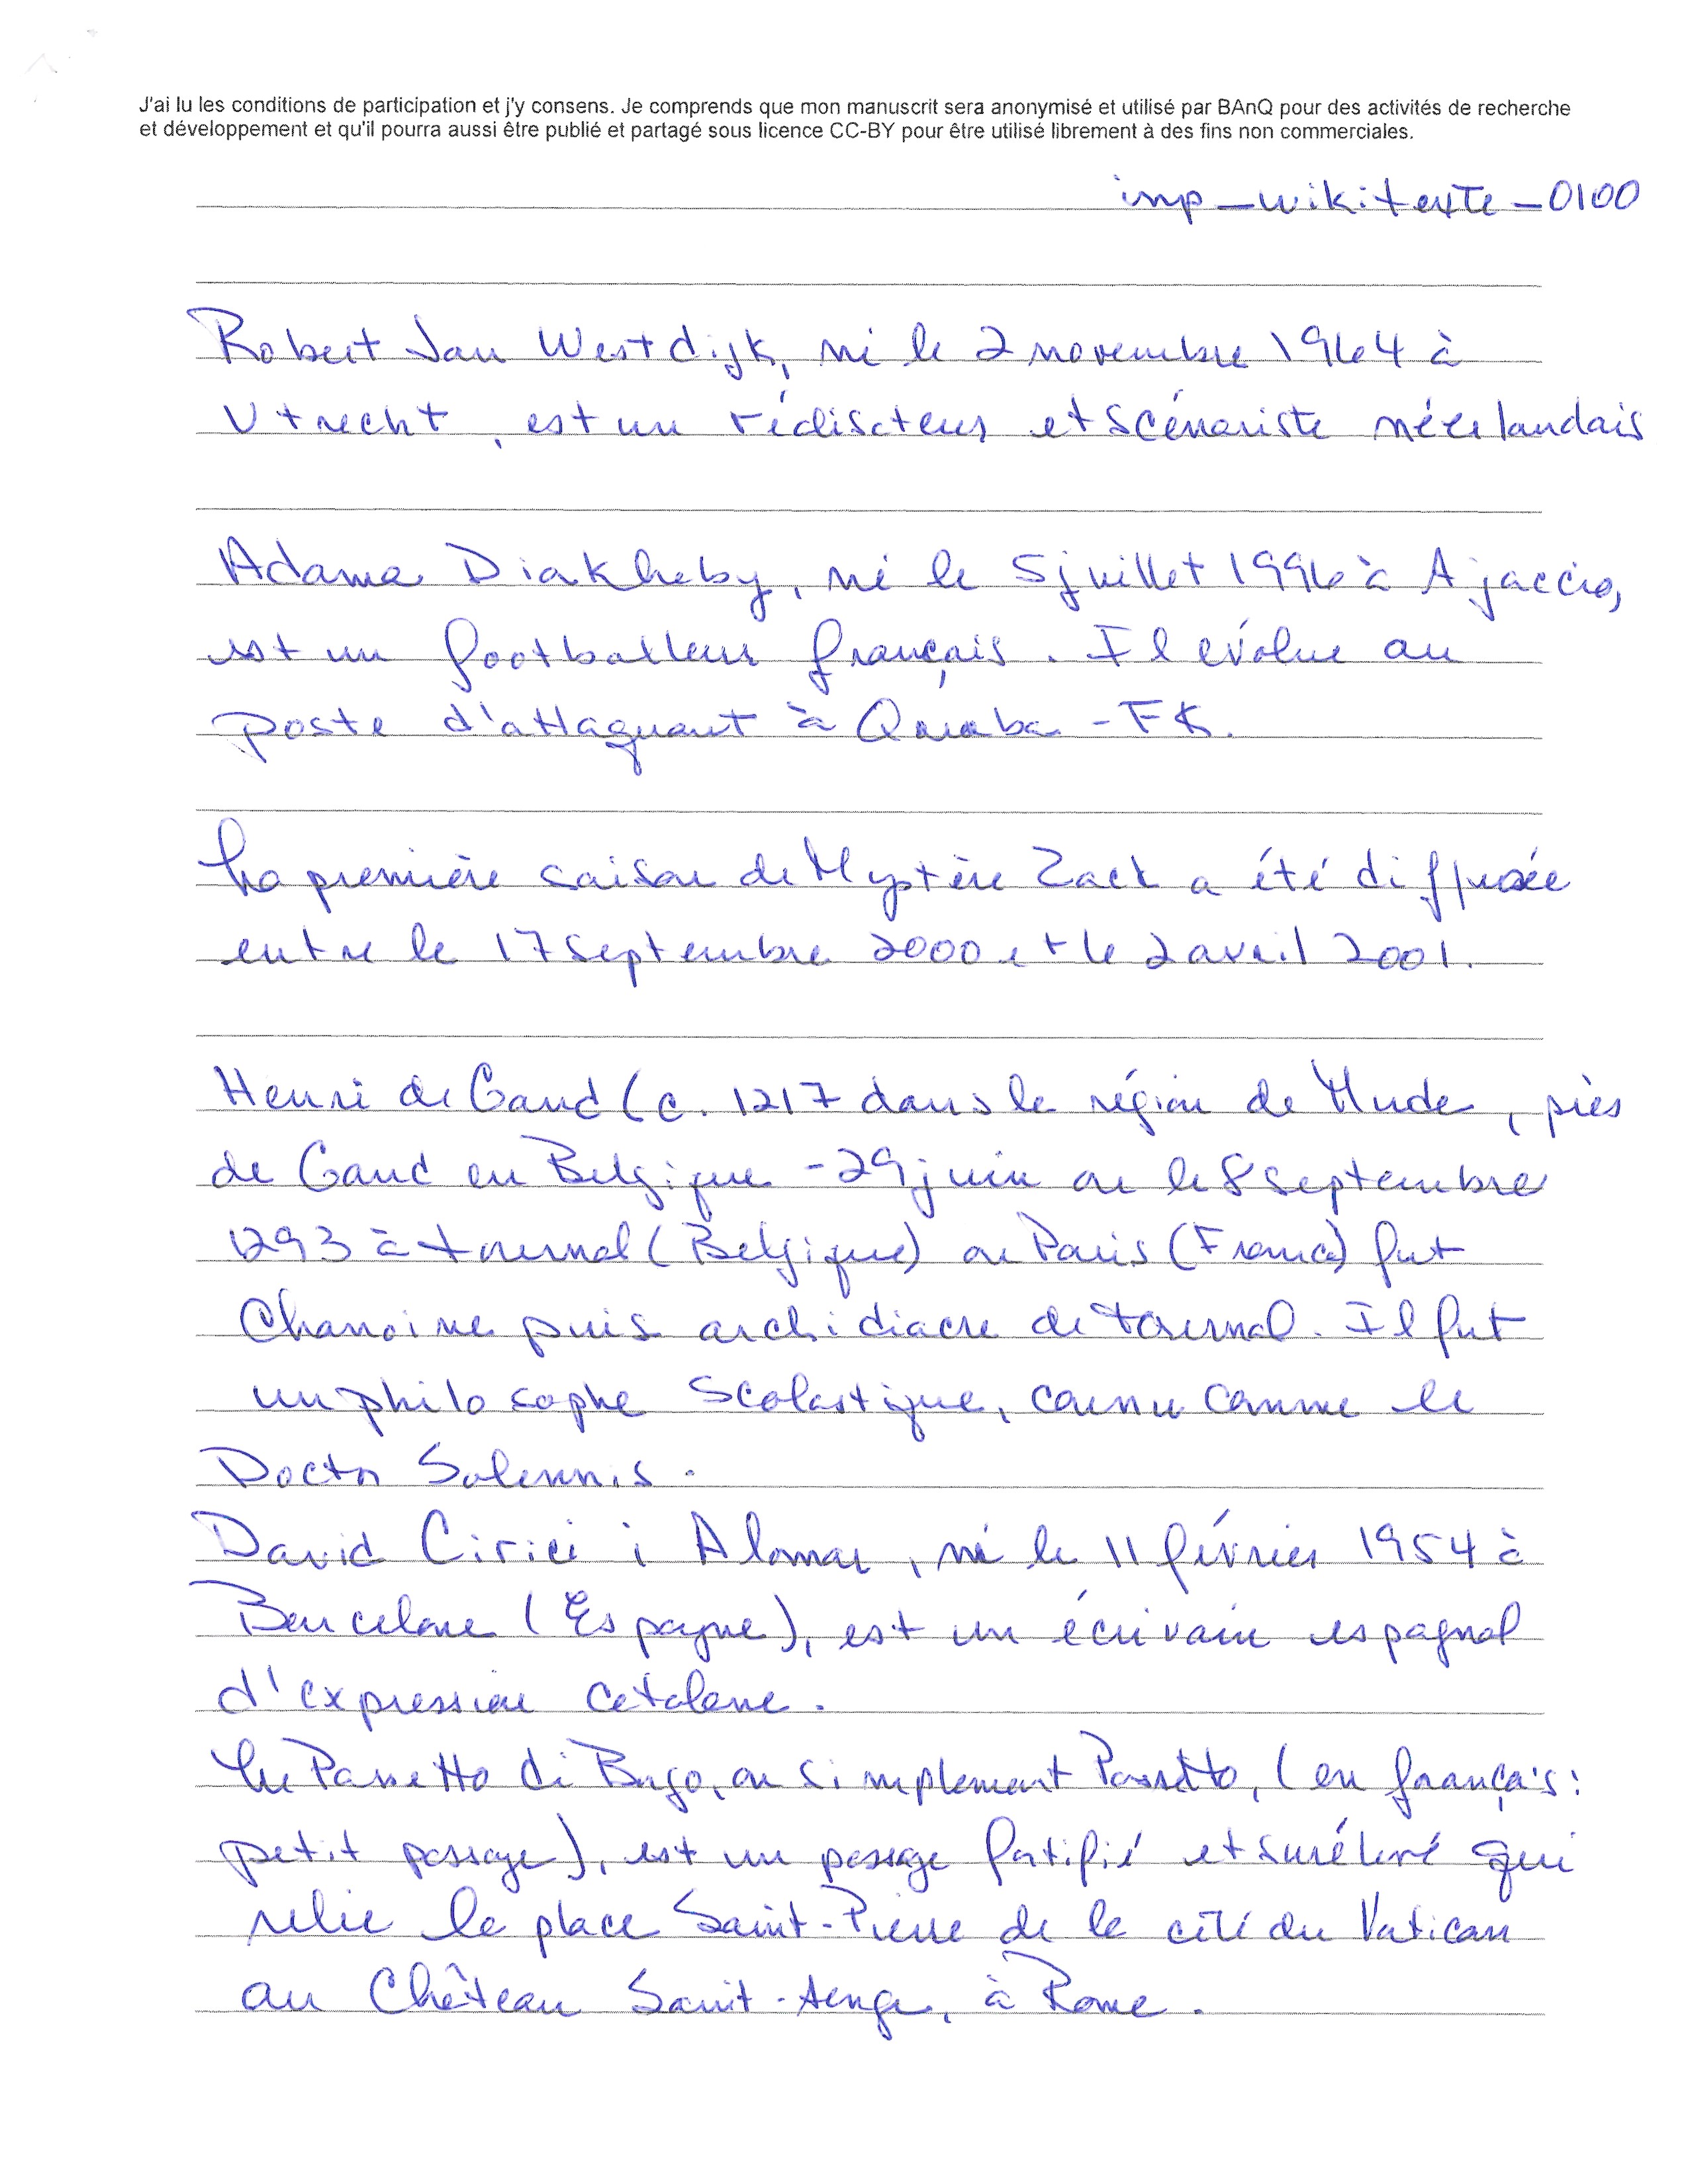 J'ai lu les conditions de participation et j'y consens. Je comprends que mon manuscrit sera anonymisé et utilisé par BAnQ pour des activités de recherche
et développement et qu'il pourra aussi être publié et partagé sous licence CC-BY pour être utilisé librement à des fins non commerciales.
imp_wikitexte_0100
Robert Jan Westdijk, né le 2 novembre 1964 à
Utrecht, est un réalisateur et scénariste néerlandais
Adama Diakhaby, né le 5 juillet 1996 à Ajaccio,
est un footballeur français. Il évolue au
poste d'attaquant à -FK.
La première saison de Mystère Zack a été diffusée
entre le 17 septembre 2000 et le 2 avril 2001.
Henri de Gand (c. 1217 dans la région de Mude, près
de Gand en Belgique - 29 juin ou le 8 septembre
1293 à tournai (Belgique) ou Paris (France) fut
Chanoine puis archidiacre de tournai. Il fut
un philosophe Scolastique, connu comme le
Doctor Solennis.
David Cirici i Alomar, né le 11 février 1954 à
Barcelone (Espagne), est un écrivain espagnol
d'expression catalane.
Le Passetto di Borgo, ou simplement Passetto, (en français:
petit passage), est un passage fortifié et surélevé qui
relie la place Saint-Pierre de la cité du Vatican
au Château Saint-Ange, à Rome.